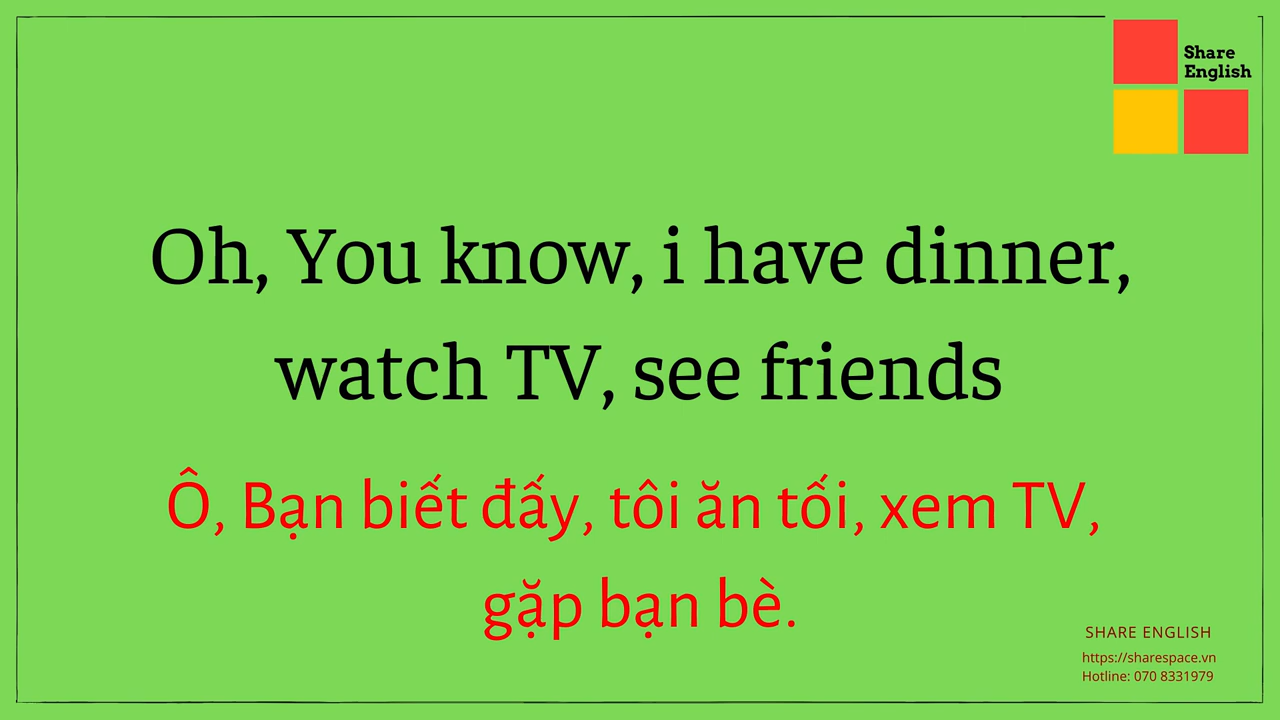 Share
English
Oh, You know, i have dinner,
watch TV, see friends
Ô, Bạn biết đấy, tôi ăn tối, xem TV,
gặp bạn bè.
SHARE ENGLISH
https://sharespace.vn
Hotline: 070 8331979